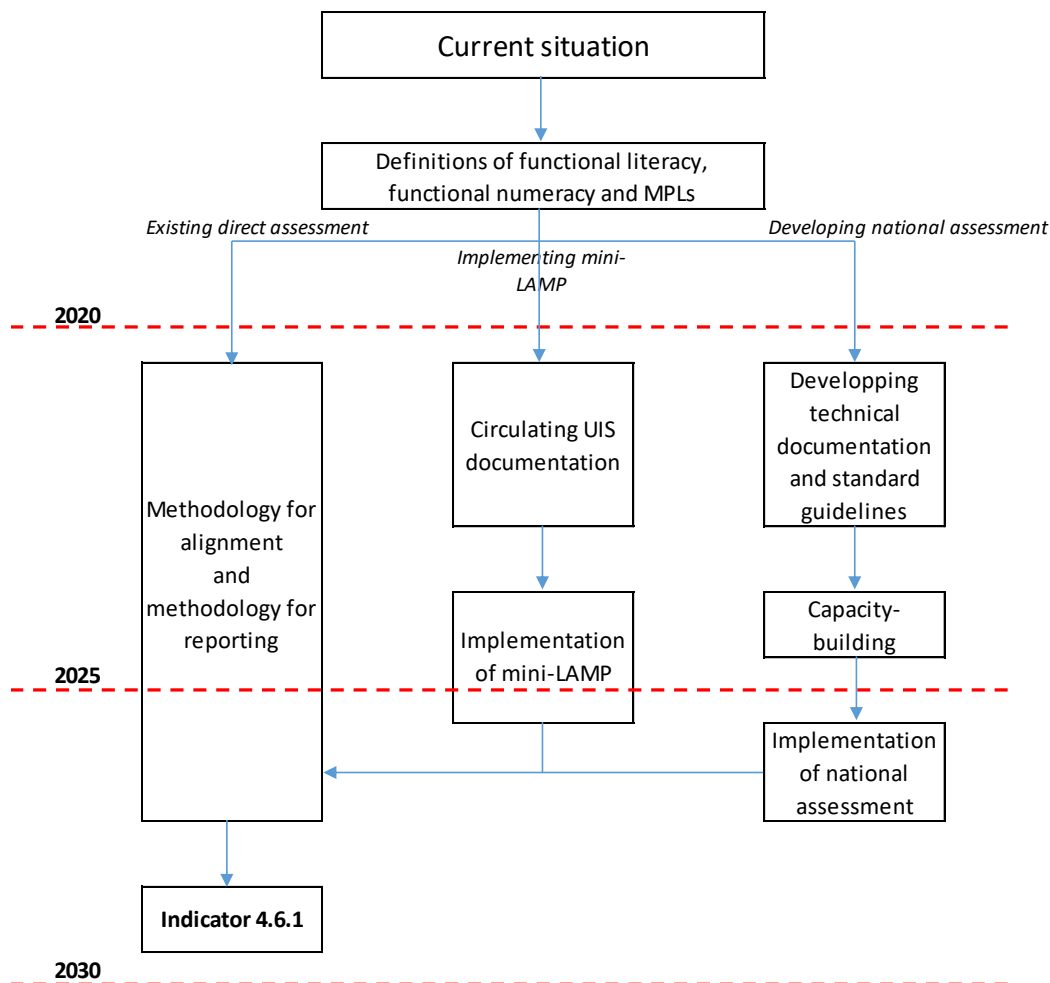 Current situation
Definitions of functional literacy,
functional numeracy and MPLs
Existing direct assessment
Implementing mini-
LAMP
Developing national assessment
2020
Methodology for
alignment
and
methodology for
reporting
Circulating UIS
documentation
Developping
technical
documentation
and standard
guidelines
Implementation
of mini-LAMP
Capacity-
building
2025
Implementation
of national
assessment
Indicator 4.6.1
2030